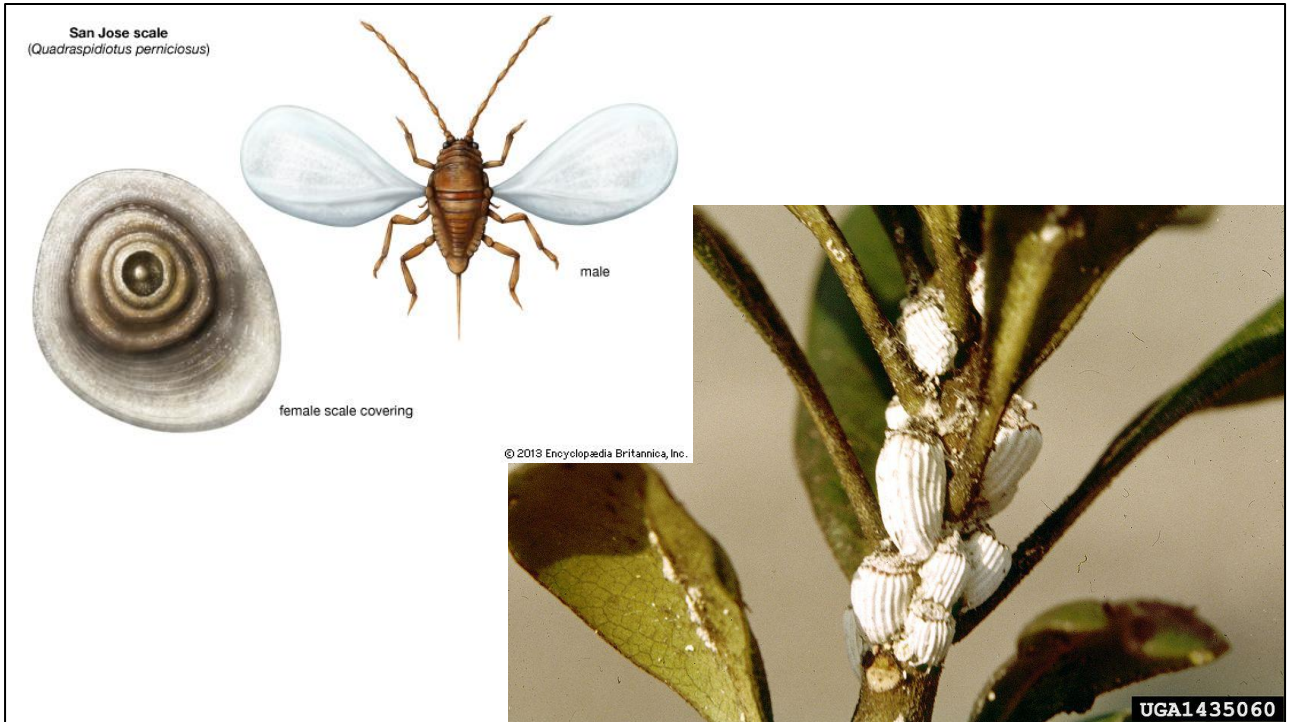 San Jose scale
(Quadraspidiotus perniciosus)
male
female scale covering
© 2013 Encyclopædia Britannica, Inc.
UGA1435060